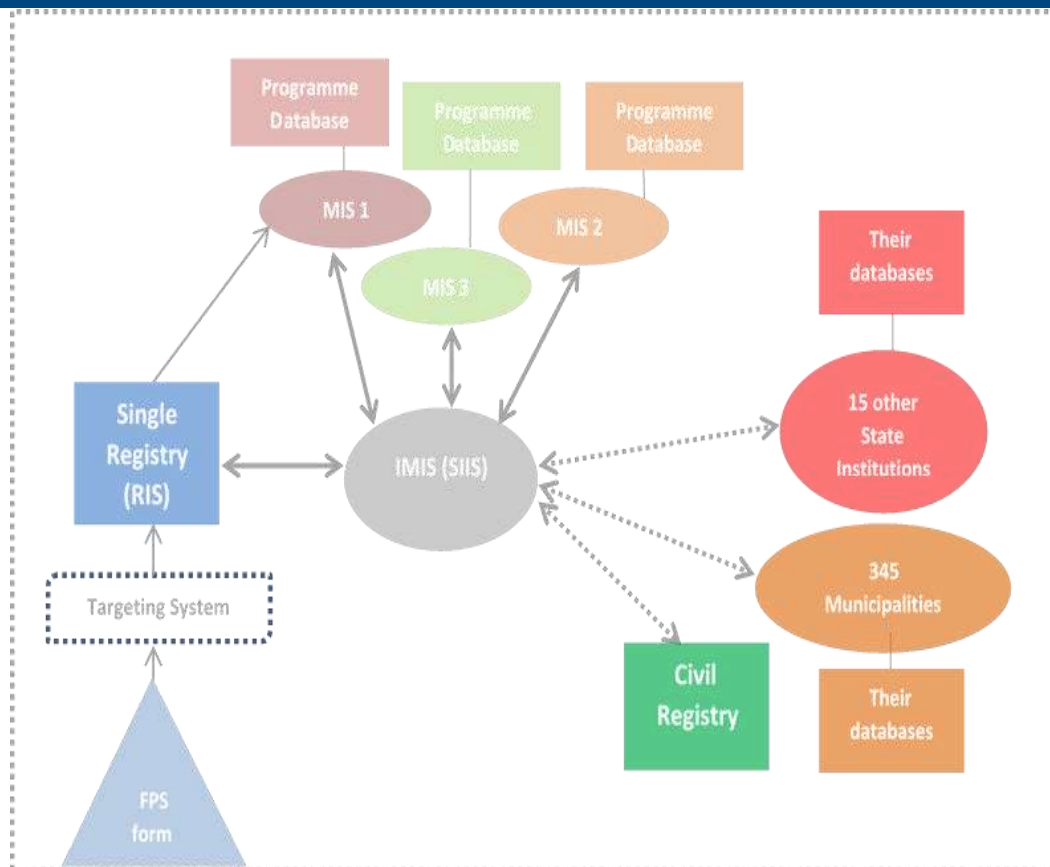 Programme
Database
Programme
Database
Programme
Database
MIS 1
MIS 2
MIS 3
Their
databases
Single
Registry
(RIS)
IMIS (SIIS)
15 other
State
Institutions
Targeting System
345
Municipalities
Civil
Registry
Their
databases
FPS
form